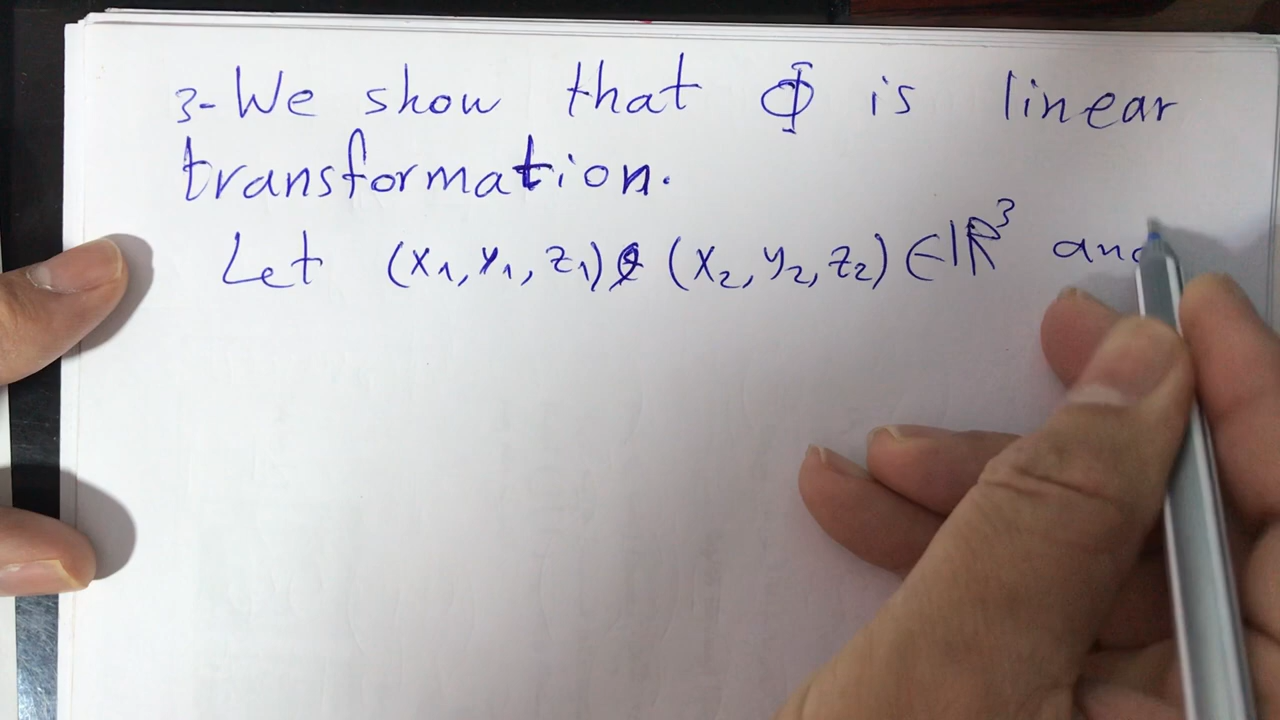 3- We show that Φ is linear
transformation.
Let (x₁, y₁, z₁) (x₂, y₂, z₂) ∈ ℝ³ and